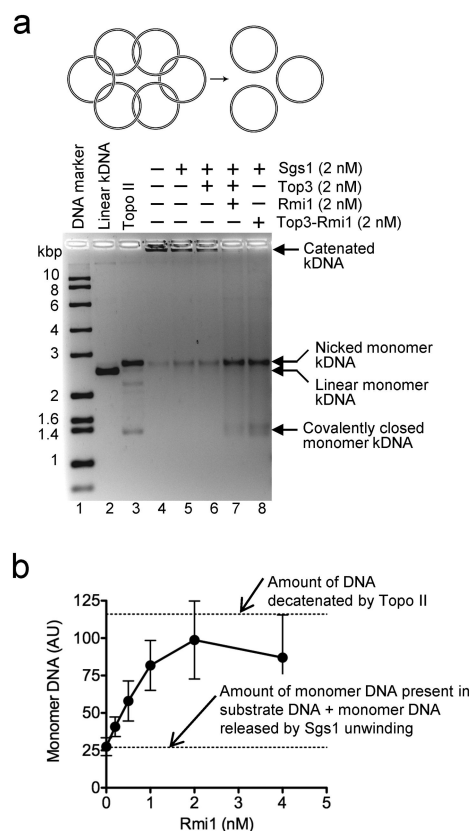 a
DNA marker
Linear kDNA
Topo II
− + + + + Sgs1 (2 nM)
− − + + − Top3 (2 nM)
− − − + − Rmi1 (2 nM)
− − − − + Top3-Rmi1 (2 nM)
kbp
10
8
6
4
3
2
1.6
1.4
1
Catenated
kDNA
Nicked monomer
kDNA
Linear monomer
kDNA
Covalently closed
monomer kDNA
1 2 3 4 5 6 7 8
b
Monomer DNA (AU)
125
100
75
50
25
0
Amount of DNA
decatenated by Topo II
Amount of monomer DNA present in
substrate DNA + monomer DNA
released by Sgs1 unwinding
0 1 2 3 4 5
Rmi1 (nM)